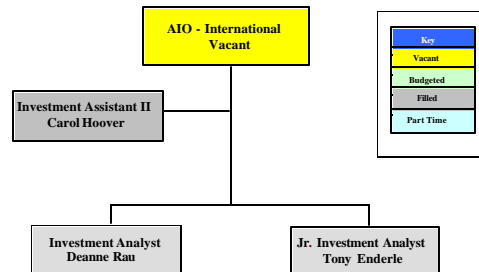 AIO - International
Vacant
Key
Vacant
Budgeted
Filled
Part Time
Investment Assistant II
Carol Hoover
Investment Analyst
Deanne Rau
Jr. Investment Analyst
Tony Enderle